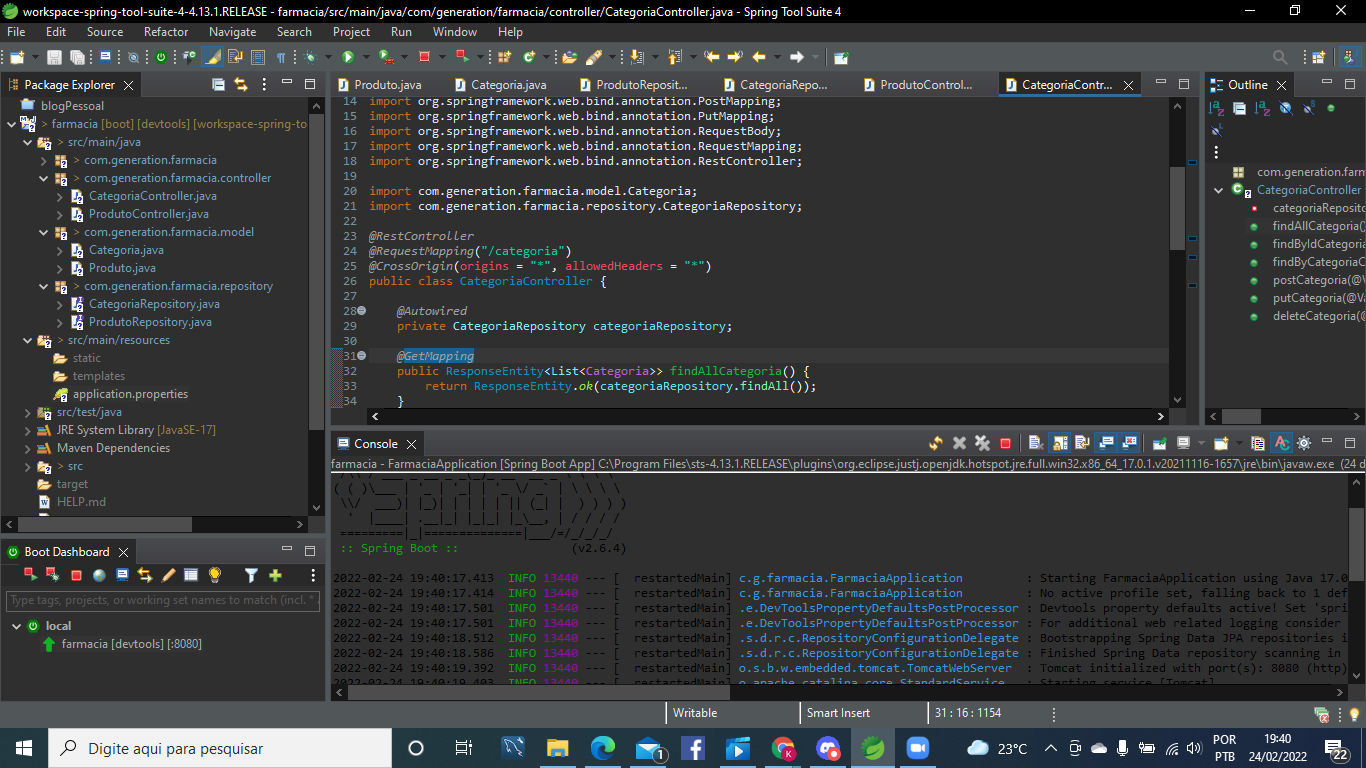 workspace-spring-tool-suite-4-4.13.1.RELEASE - farmacia/src/main/java/com/generation/farmacia/controller/CategoriaController.java - Spring Tool Suite 4
File Edit Source Refactor Navigate Search Project Run Window Help
Package Explorer
blogPessoal
> farmacia [boot] [devtools] [workspace-spring-to
> src/main/java
> com.generation.farmacia
> com.generation.farmacia.controller
> CategoriaController.java
> ProdutoController.java
> com.generation.farmacia.model
> Categoria.java
> Produto.java
> com.generation.farmacia.repository
> CategoriaRepository.java
> ProdutoRepository.java
> src/main/resources
static
templates
application.properties
> src/test/java
> JRE System Library [JavaSE-17]
> Maven Dependencies
> src
target
HELP.md
Produto.java Categoria.java ProdutoReposit... CategoriaRepo... ProdutoControl... CategoriaContr...
14 import org.springframework.web.bind.annotation.PostMapping;
15 import org.springframework.web.bind.annotation.PutMapping;
16 import org.springframework.web.bind.annotation.RequestBody;
17 import org.springframework.web.bind.annotation.RequestMapping;
18 import org.springframework.web.bind.annotation.RestController;
19
20 import com.generation.farmacia.model.Categoria;
21 import com.generation.farmacia.repository.CategoriaRepository;
22
23 @RestController
24 @RequestMapping("/categoria")
25 @CrossOrigin(origins = "*", allowedHeaders = "*")
26 public class CategoriaController {
27
28 @Autowired
29 private CategoriaRepository categoriaRepository;
30
31 @GetMapping
32 public ResponseEntity<List<Categoria>> findAllCategoria() {
33 return ResponseEntity.ok(categoriaRepository.findAll());
34 }
Outline
com.generation.farm
CategoriaController
categoriaReposito
findAllCategoria()
findByIdCategoria
findByCategoriaC
postCategoria(@Va
putCategoria(@Va
deleteCategoria(@
Boot Dashboard
Type tags, projects, or working set names to match (incl. *
local
farmacia [devtools] [:8080]
Console
farmacia - FarmaciaApplication [Spring Boot App] C:\Program Files\sts-4.13.1.RELEASE\plugins\org.eclipse.justj.openjdk.hotspot.jre.full.win32.x86_64_17.0.1.v20211116-1657\jre\bin\javaw.exe (24 d
:: Spring Boot :: (v2.6.4)
2022-02-24 19:40:17.413 INFO 13440 --- [ restartedMain] c.g.farmacia.FarmaciaApplication : Starting FarmaciaApplication using Java 17.0
2022-02-24 19:40:17.414 INFO 13440 --- [ restartedMain] c.g.farmacia.FarmaciaApplication : No active profile set, falling back to 1 def
2022-02-24 19:40:17.501 INFO 13440 --- [ restartedMain] .e.DevToolsPropertyDefaultsPostProcessor : Devtools property defaults active! Set 'spri
2022-02-24 19:40:17.501 INFO 13440 --- [ restartedMain] .e.DevToolsPropertyDefaultsPostProcessor : For additional web related logging consider
2022-02-24 19:40:18.512 INFO 13440 --- [ restartedMain] .s.d.r.c.RepositoryConfigurationDelegate : Bootstrapping Spring Data JPA repositories i
2022-02-24 19:40:18.586 INFO 13440 --- [ restartedMain] .s.d.r.c.RepositoryConfigurationDelegate : Finished Spring Data repository scanning in
2022-02-24 19:40:19.392 INFO 13440 --- [ restartedMain] o.s.b.w.embedded.tomcat.TomcatWebServer : Tomcat initialized with port(s): 8080 (http)
2022-02-24 19:40:19.403 INFO 13440 --- [ restartedMain] o.apache.catalina.core.StandardService : Starting service [Tomcat]
Writable Smart Insert 31 : 16 : 1154
Digite aqui para pesquisar
1
K
23°C
POR
PTB
19:40
24/02/2022
22